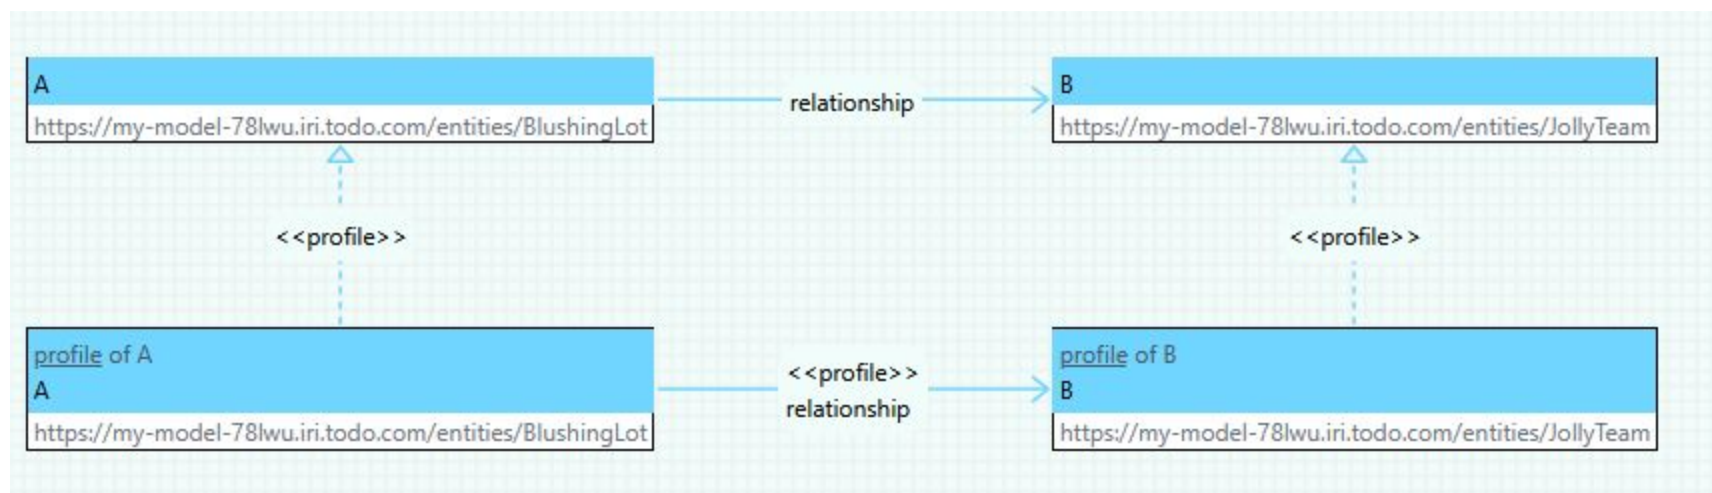 A
https://my-model-78lwu.iri.todo.com/entities/BlushingLot
relationship
B
https://my-model-78lwu.iri.todo.com/entities/JollyTeam
<<profile>>
<<profile>>
profile of A
A
https://my-model-78lwu.iri.todo.com/entities/BlushingLot
<<profile>>
relationship
profile of B
B
https://my-model-78lwu.iri.todo.com/entities/JollyTeam